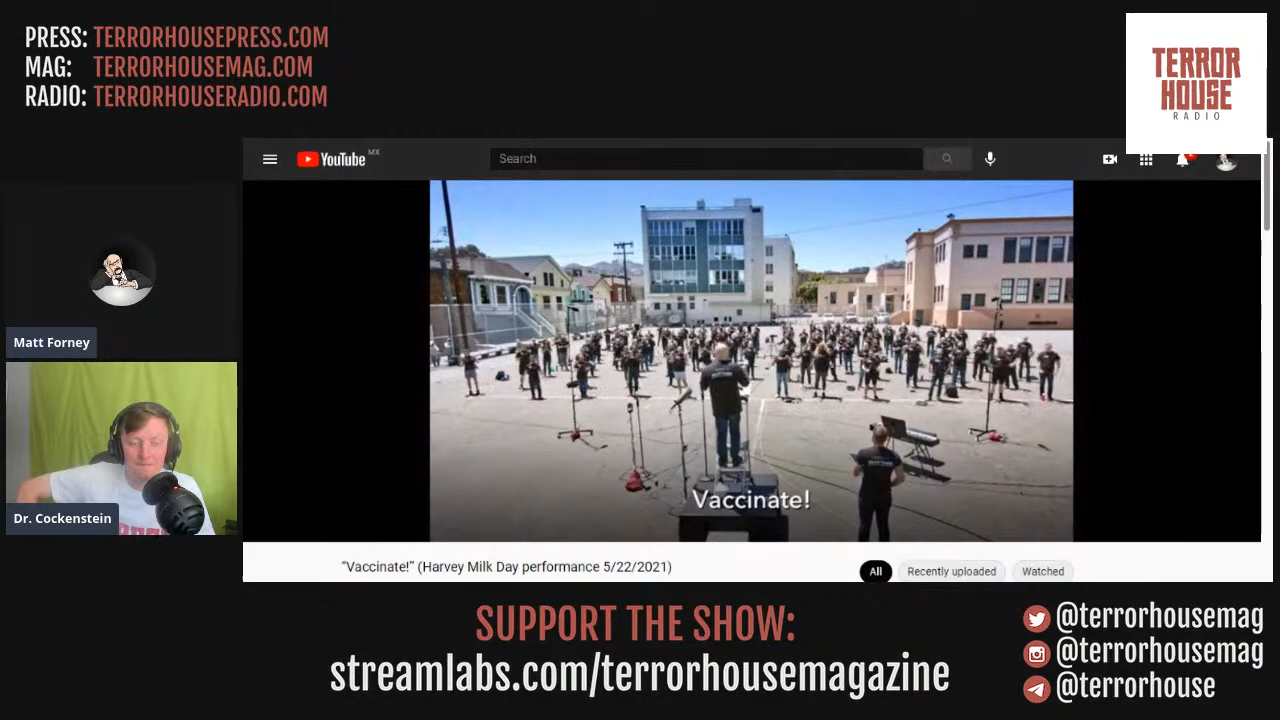 PRESS: TERRORHOUSEPRESS.COM
MAG: TERRORHOUSEMAG.COM
RADIO: TERRORHOUSERADIO.COM
TERROR
HOUSE
RADIO
YouTube MX
Search
Matt Forney
Dr. Cockenstein
Vaccinate!
“Vaccinate!” (Harvey Milk Day performance 5/22/2021)
All
Recently uploaded
Watched
SUPPORT THE SHOW:
streamlabs.com/terrorhousemagazine
@terrorhousemag
@terrorhousemag
@terrorhouse